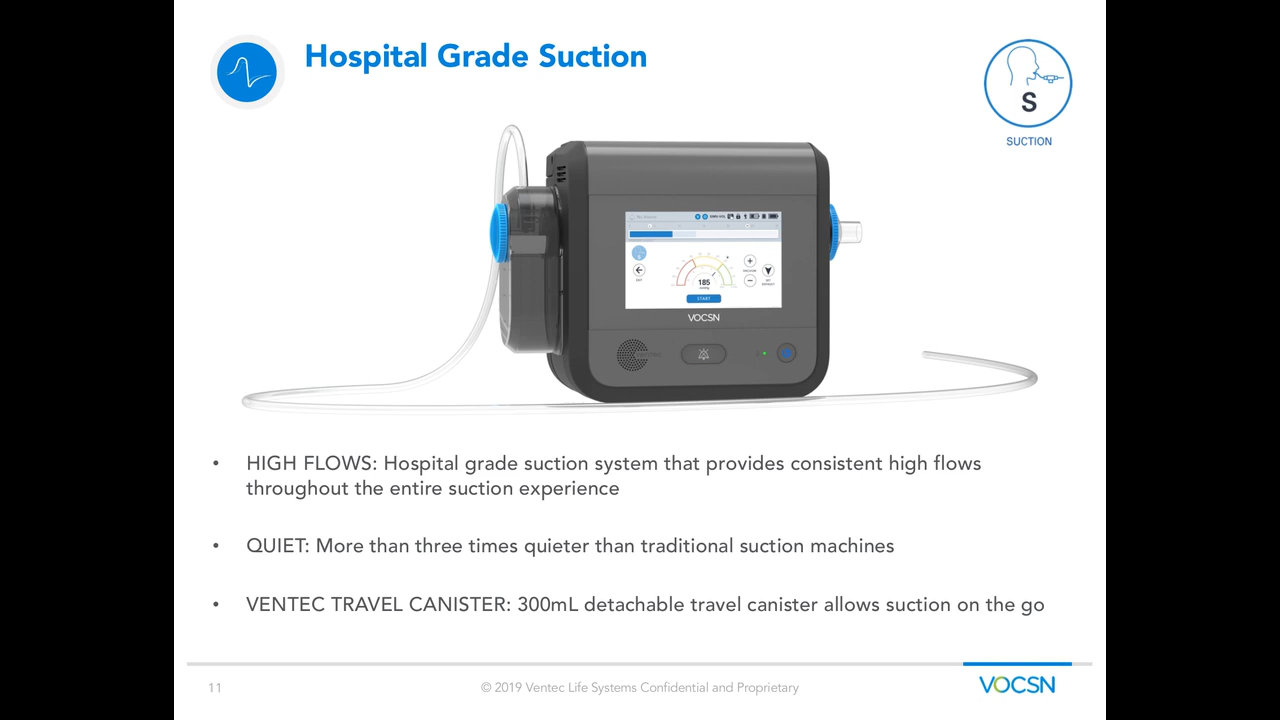 Hospital Grade Suction
S
SUCTION
185
START
VOCSN
• HIGH FLOWS: Hospital grade suction system that provides consistent high flows
throughout the entire suction experience
• QUIET: More than three times quieter than traditional suction machines
• VENTEC TRAVEL CANISTER: 300mL detachable travel canister allows suction on the go
11
© 2019 Ventec Life Systems Confidential and Proprietary
VOCSN